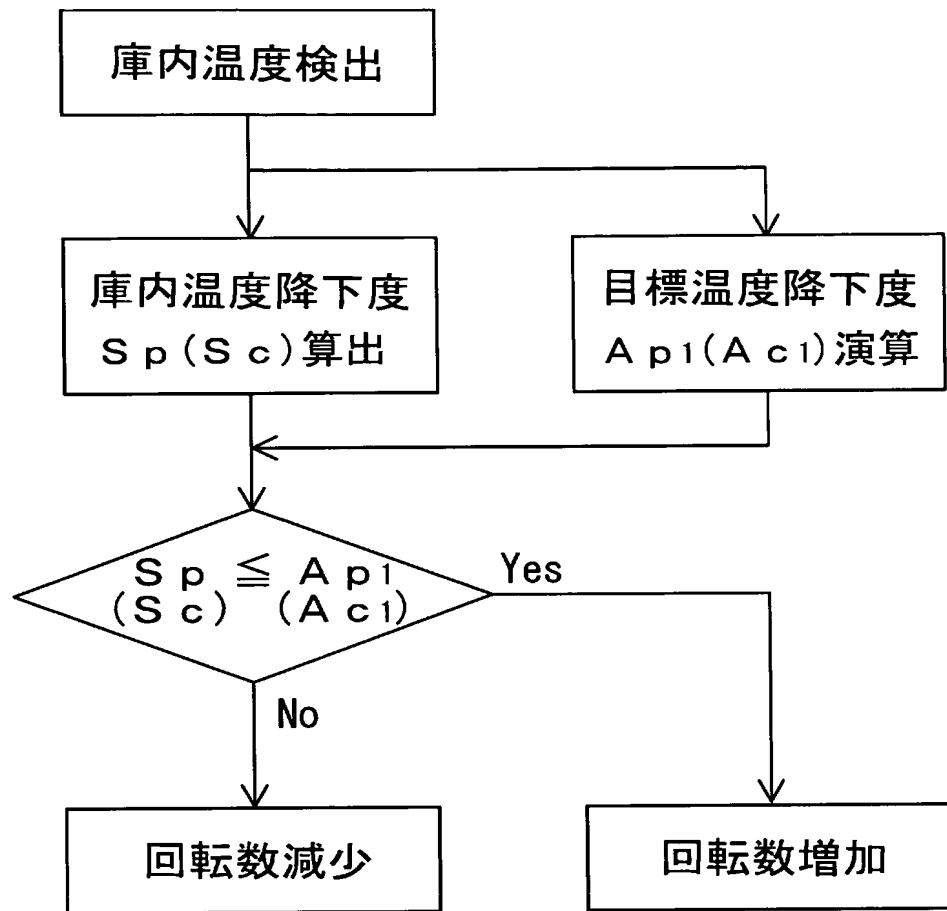 庫内温度検出
庫内温度降下度
Sp(Sc)算出
目標温度降下度
Ap1(Ac1)演算
Sp ≦ Ap1
(Sc) (Ac1)
Yes
No
回転数減少
回転数増加